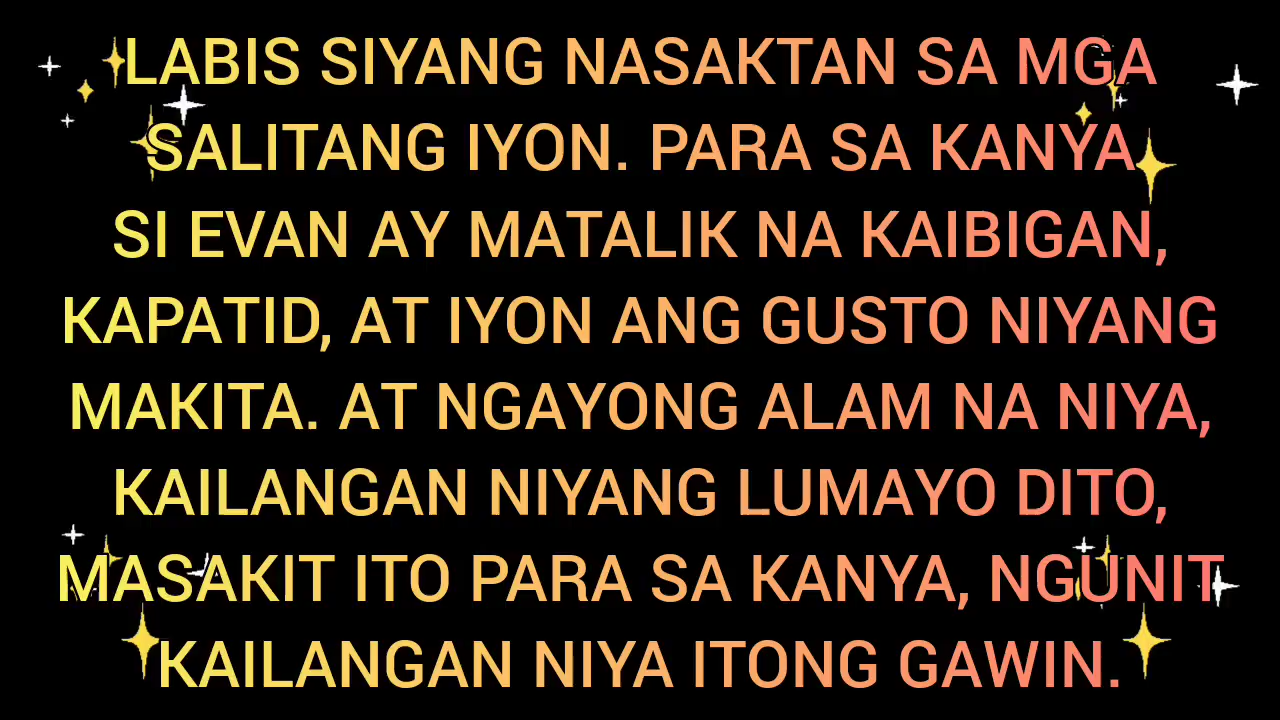 LABIS SIYANG NASAKTAN SA MGA
SALITANG IYON. PARA SA KANYA
SI EVAN AY MATALIK NA KAIBIGAN,
KAPATID, AT IYON ANG GUSTO NIYANG
MAKITA. AT NGAYONG ALAM NA NIYA,
KAILANGAN NIYANG LUMAYO DITO,
MASAKIT ITO PARA SA KANYA, NGUNIT
KAILANGAN NIYA ITONG GAWIN.